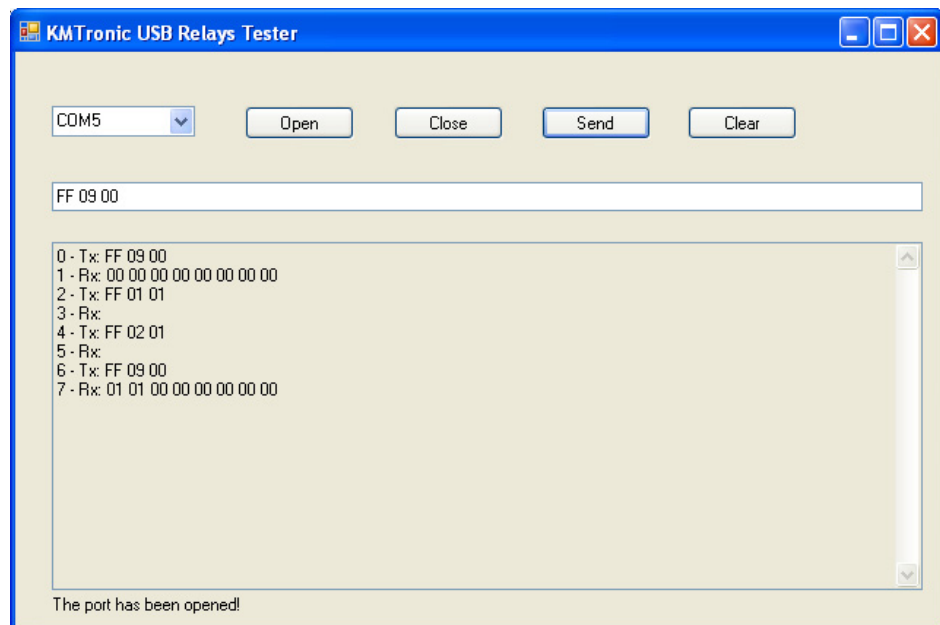 KMTronic USB Relays Tester
COM5 Open Close Send Clear
FF 09 00
0 - Tx: FF 09 00
1 - Rx: 00 00 00 00 00 00 00 00
2 - Tx: FF 01 01
3 - Rx:
4 - Tx: FF 02 01
5 - Rx:
6 - Tx: FF 09 00
7 - Rx: 01 01 00 00 00 00 00 00
The port has been opened!